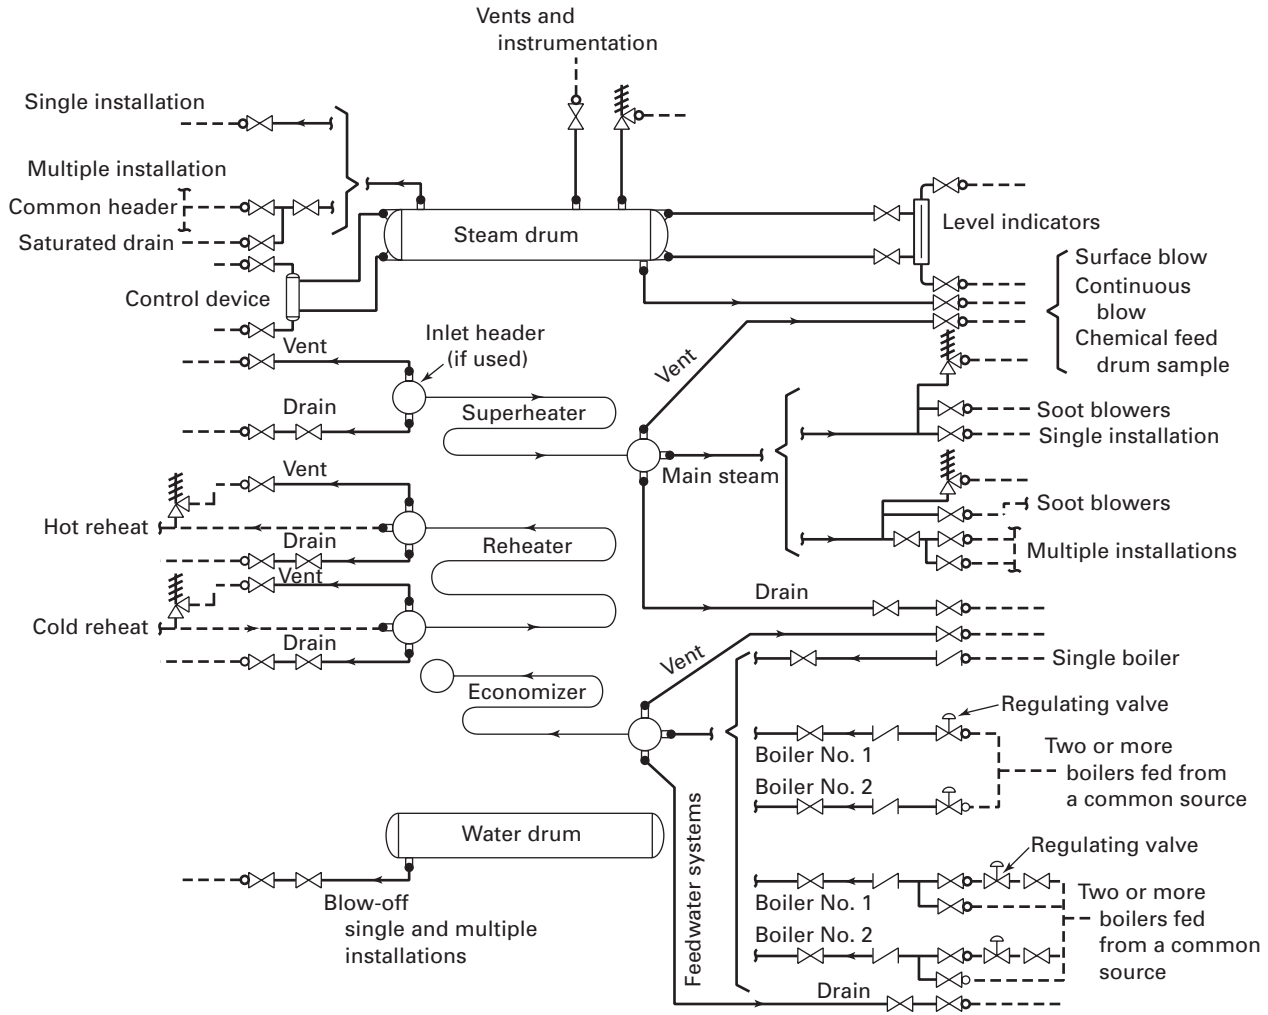 Vents and
instrumentation
Single installation
Multiple installation
Common header
Saturated drain
Control device
Steam drum
Level indicators
Surface blow
Continuous
blow
Chemical feed
drum sample
Vent
Inlet header
(if used)
Drain
Superheater
Vent
Soot blowers
Single installation
Main steam
Vent
Hot reheat
Drain
Reheater
Soot blowers
Multiple installations
Vent
Cold reheat
Drain
Drain
Economizer
Vent
Single boiler
Regulating valve
Boiler No. 1
Boiler No. 2
Two or more
boilers fed from
a common source
Water drum
Blow-off
single and multiple
installations
Feedwater systems
Regulating valve
Boiler No. 1
Boiler No. 2
Two or more
boilers fed
from a common
source
Drain